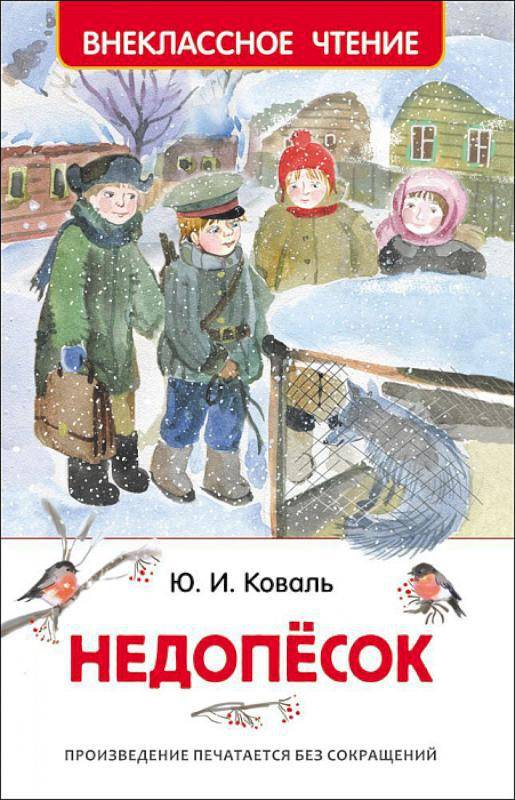 ВНЕКЛАССНОЕ ЧТЕНИЕ
Ю. И. Коваль
НЕДОПЁСОК
ПРОИЗВЕДЕНИЕ ПЕЧАТАЕТСЯ БЕЗ СОКРАЩЕНИЙ